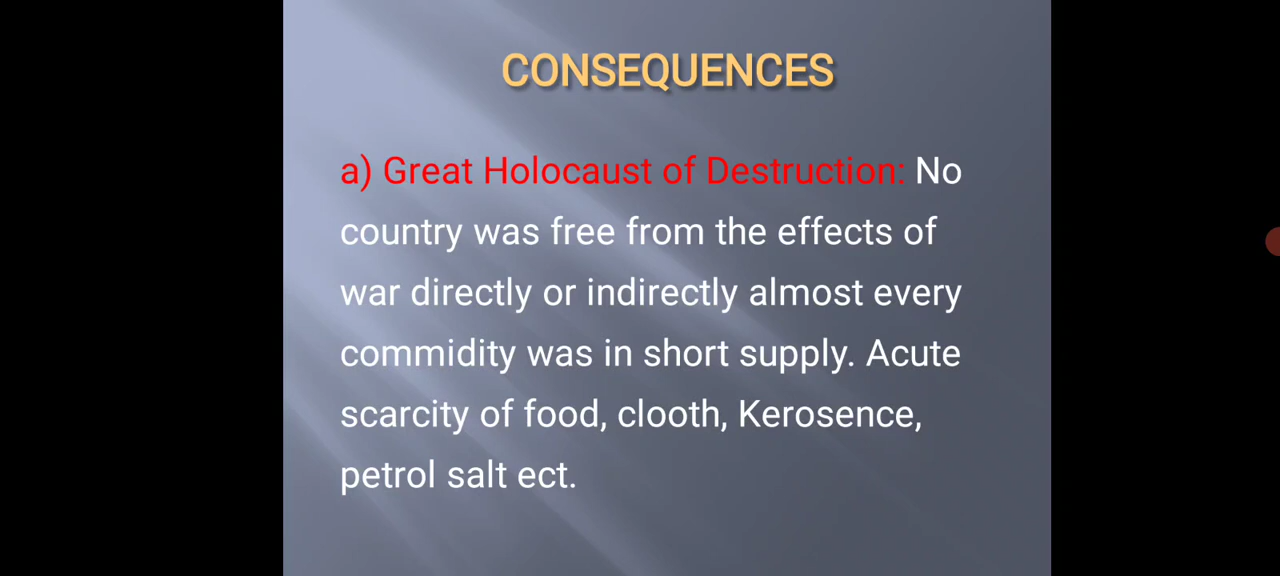 CONSEQUENCES
a) Great Holocaust of Destruction: No
country was free from the effects of
war directly or indirectly almost every
commidity was in short supply. Acute
scarcity of food, clooth, Kerosence,
petrol salt ect.